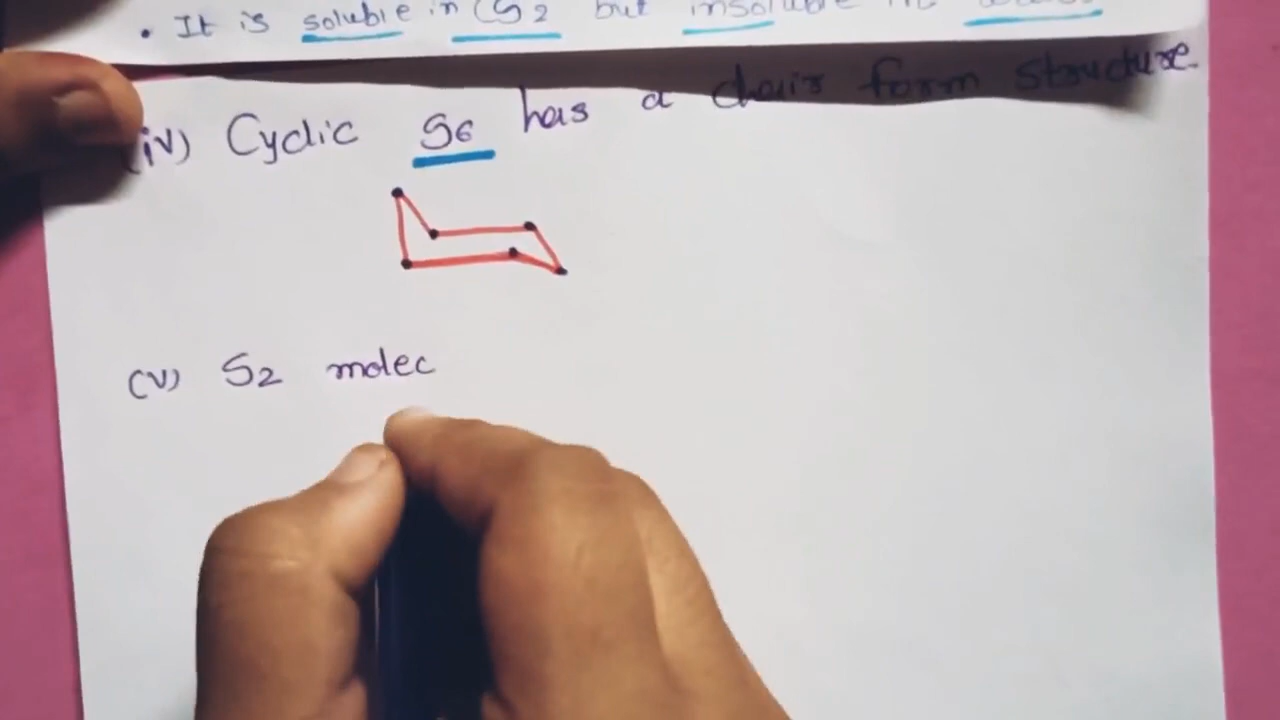 • It is soluble in CS2 but insoluble in
(iv) Cyclic S6 has a chair form structure
(v) S2 molec